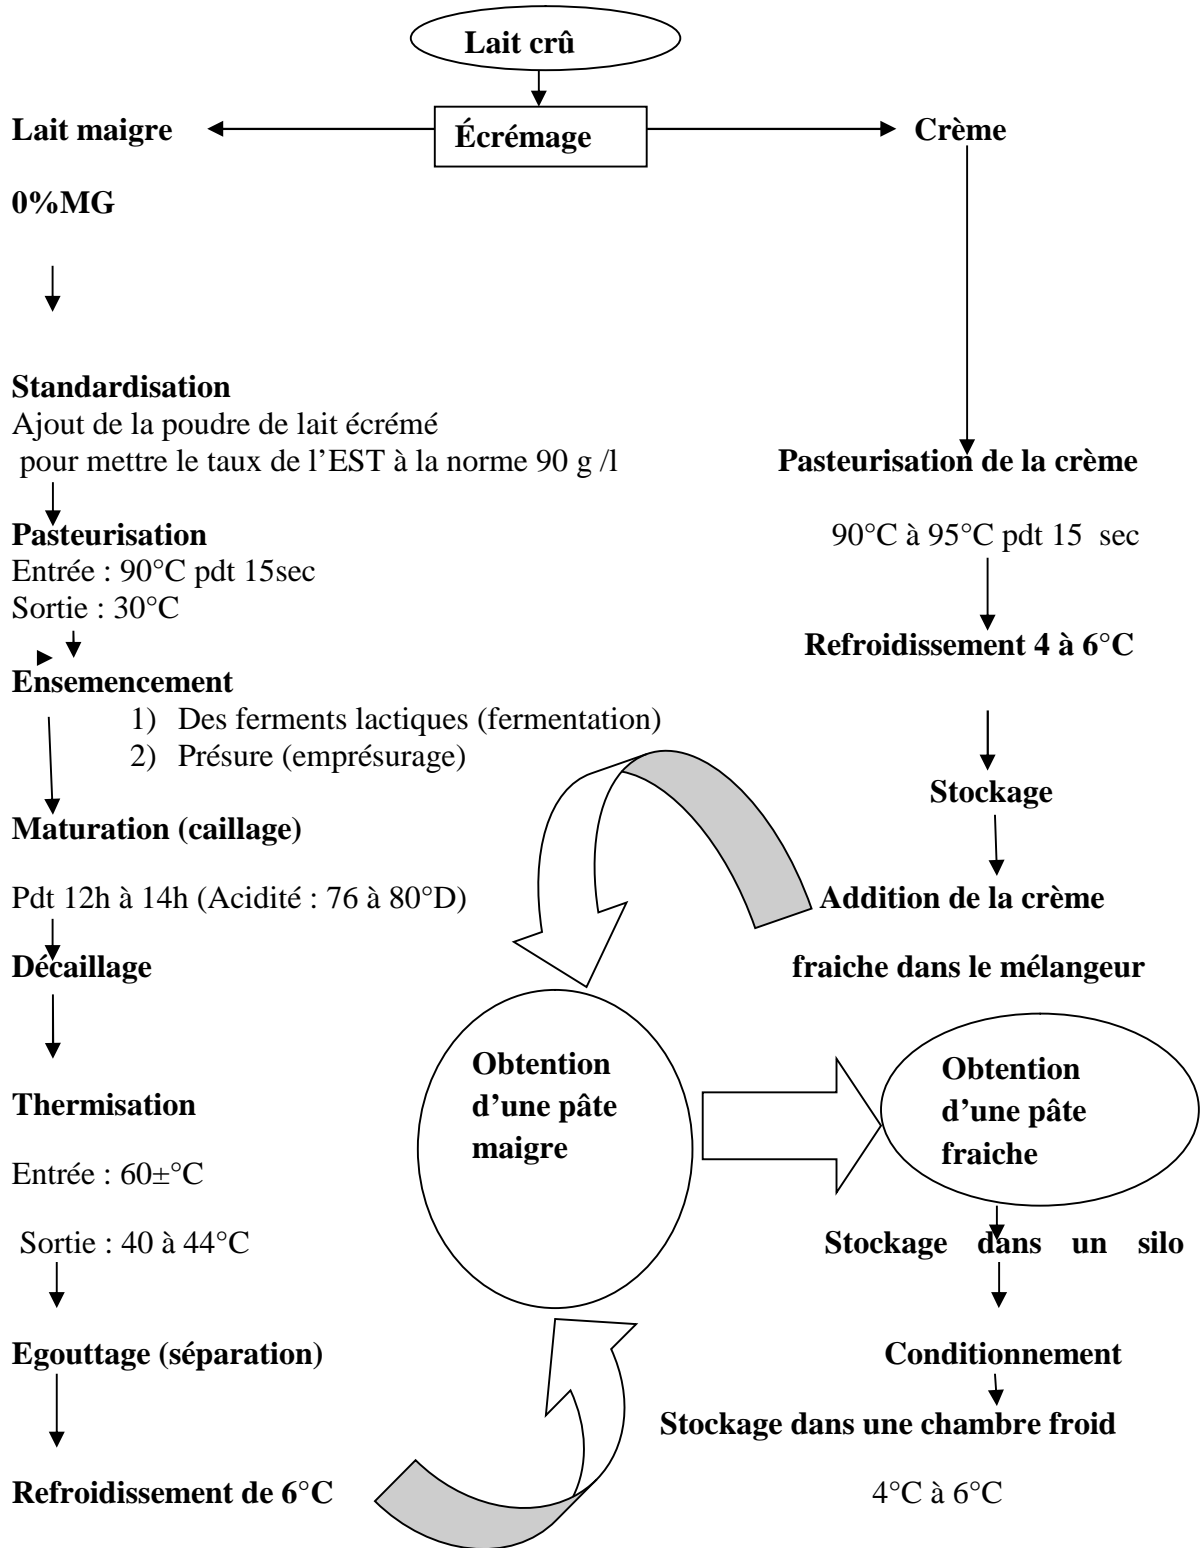 Lait crû
Écrémage
Lait maigre
0%MG
Standardisation
Ajout de la poudre de lait écrémé
pour mettre le taux de l’EST à la norme 90 g /l
Pasteurisation
Entrée : 90°C pdt 15sec
Sortie : 30°C
Ensemencement
1) Des ferments lactiques (fermentation)
2) Présure (emprésurage)
Maturation (caillage)
Pdt 12h à 14h (Acidité : 76 à 80°D)
Décaillage
Thermisation
Entrée : 60±°C
Sortie : 40 à 44°C
Egouttage (séparation)
Refroidissement de 6°C
Crème
Pasteurisation de la crème
90°C à 95°C pdt 15 sec
Refroidissement 4 à 6°C
Stockage
Addition de la crème
fraiche dans le mélangeur
Obtention
d’une pâte
maigre
Obtention
d’une pâte
fraiche
Stockage dans un silo
Conditionnement
Stockage dans une chambre froid
4°C à 6°C